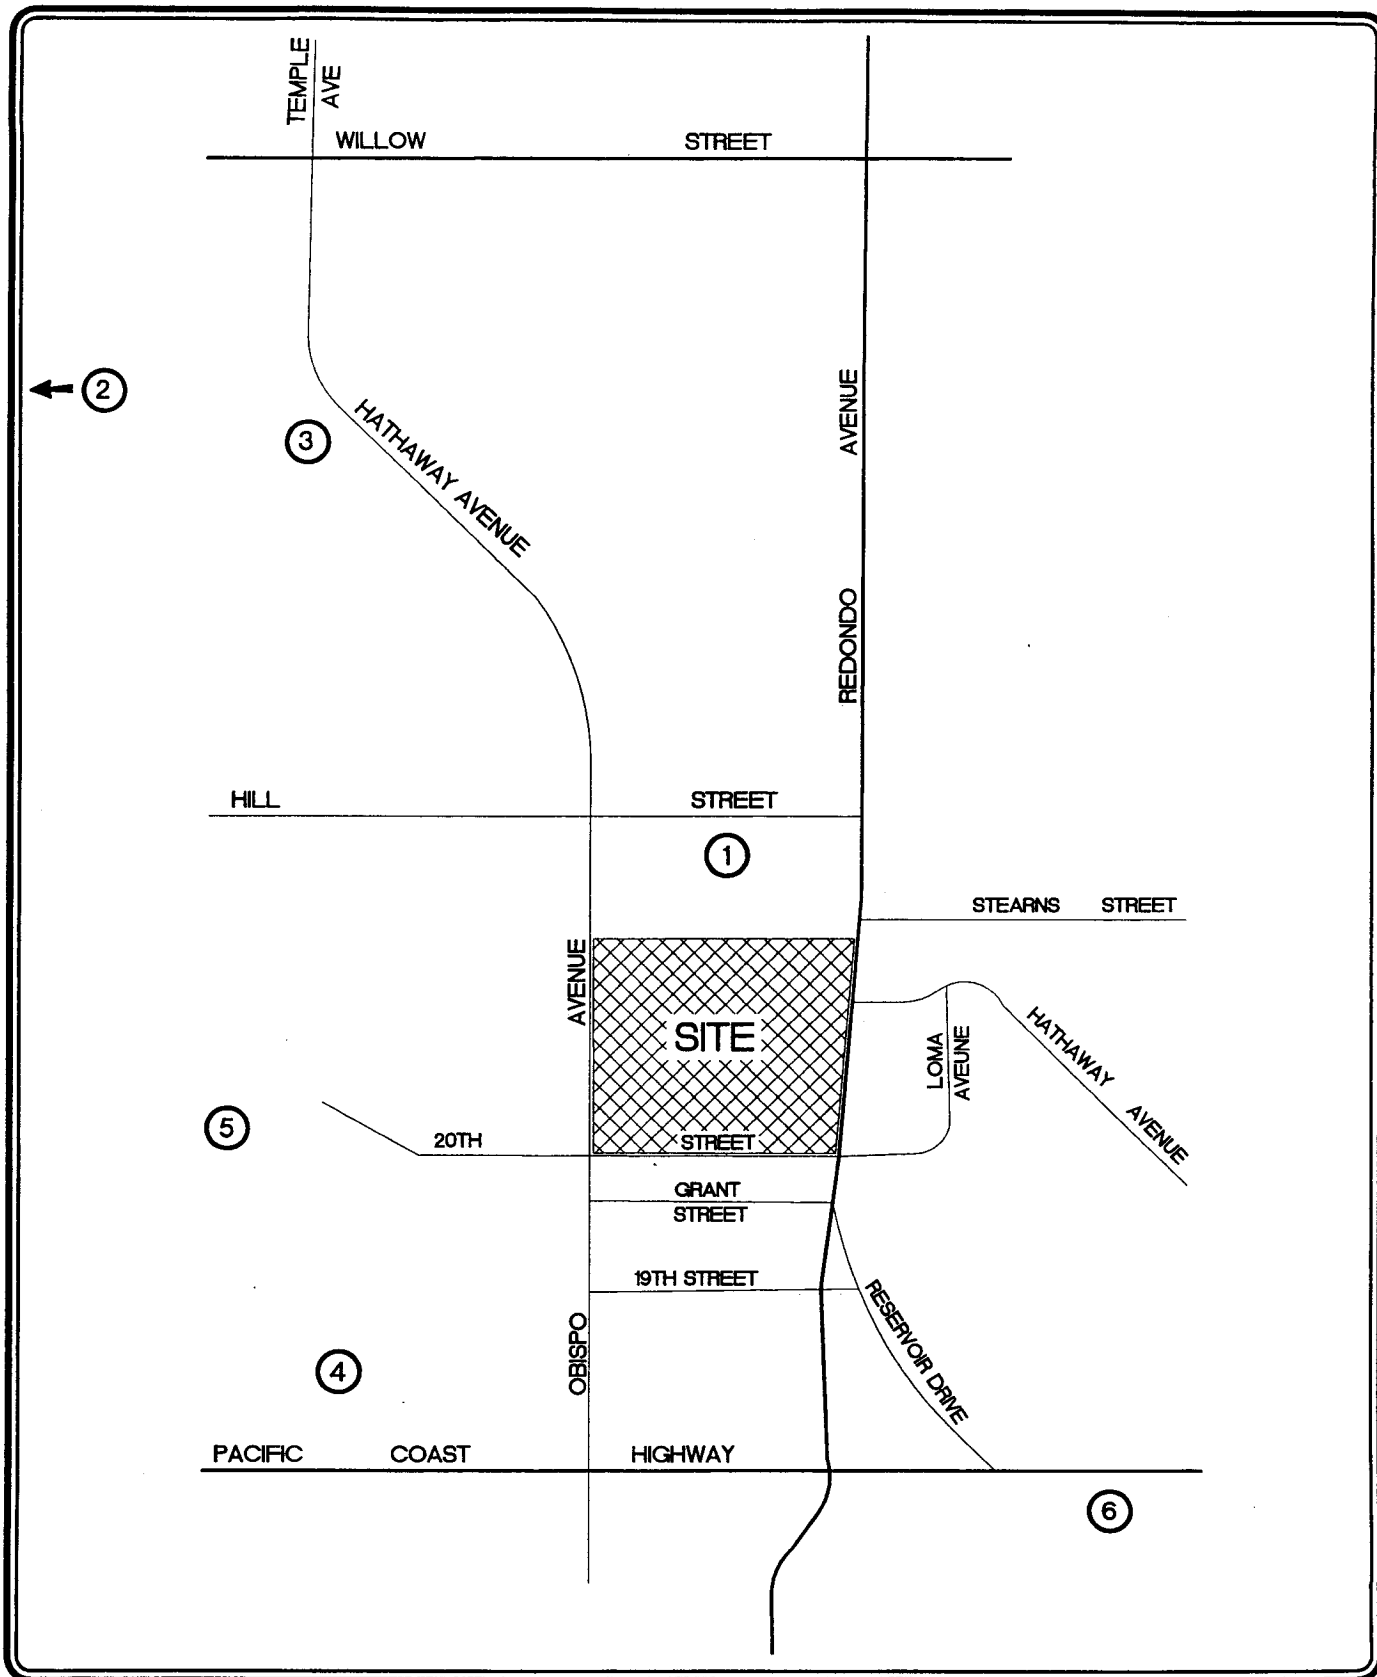 TEMPLE
AVE
WILLOW STREET
2
3
HATHAWAY AVENUE
REDONDO AVENUE
HILL STREET
1
STEARNS STREET
SITE
LOMA
AVEUNE
HATHAWAY AVENUE
5
20TH STREET
GRANT
STREET
19TH STREET
RESERVOIR DRIVE
OBISPO AVENUE
4
PACIFIC COAST HIGHWAY
6